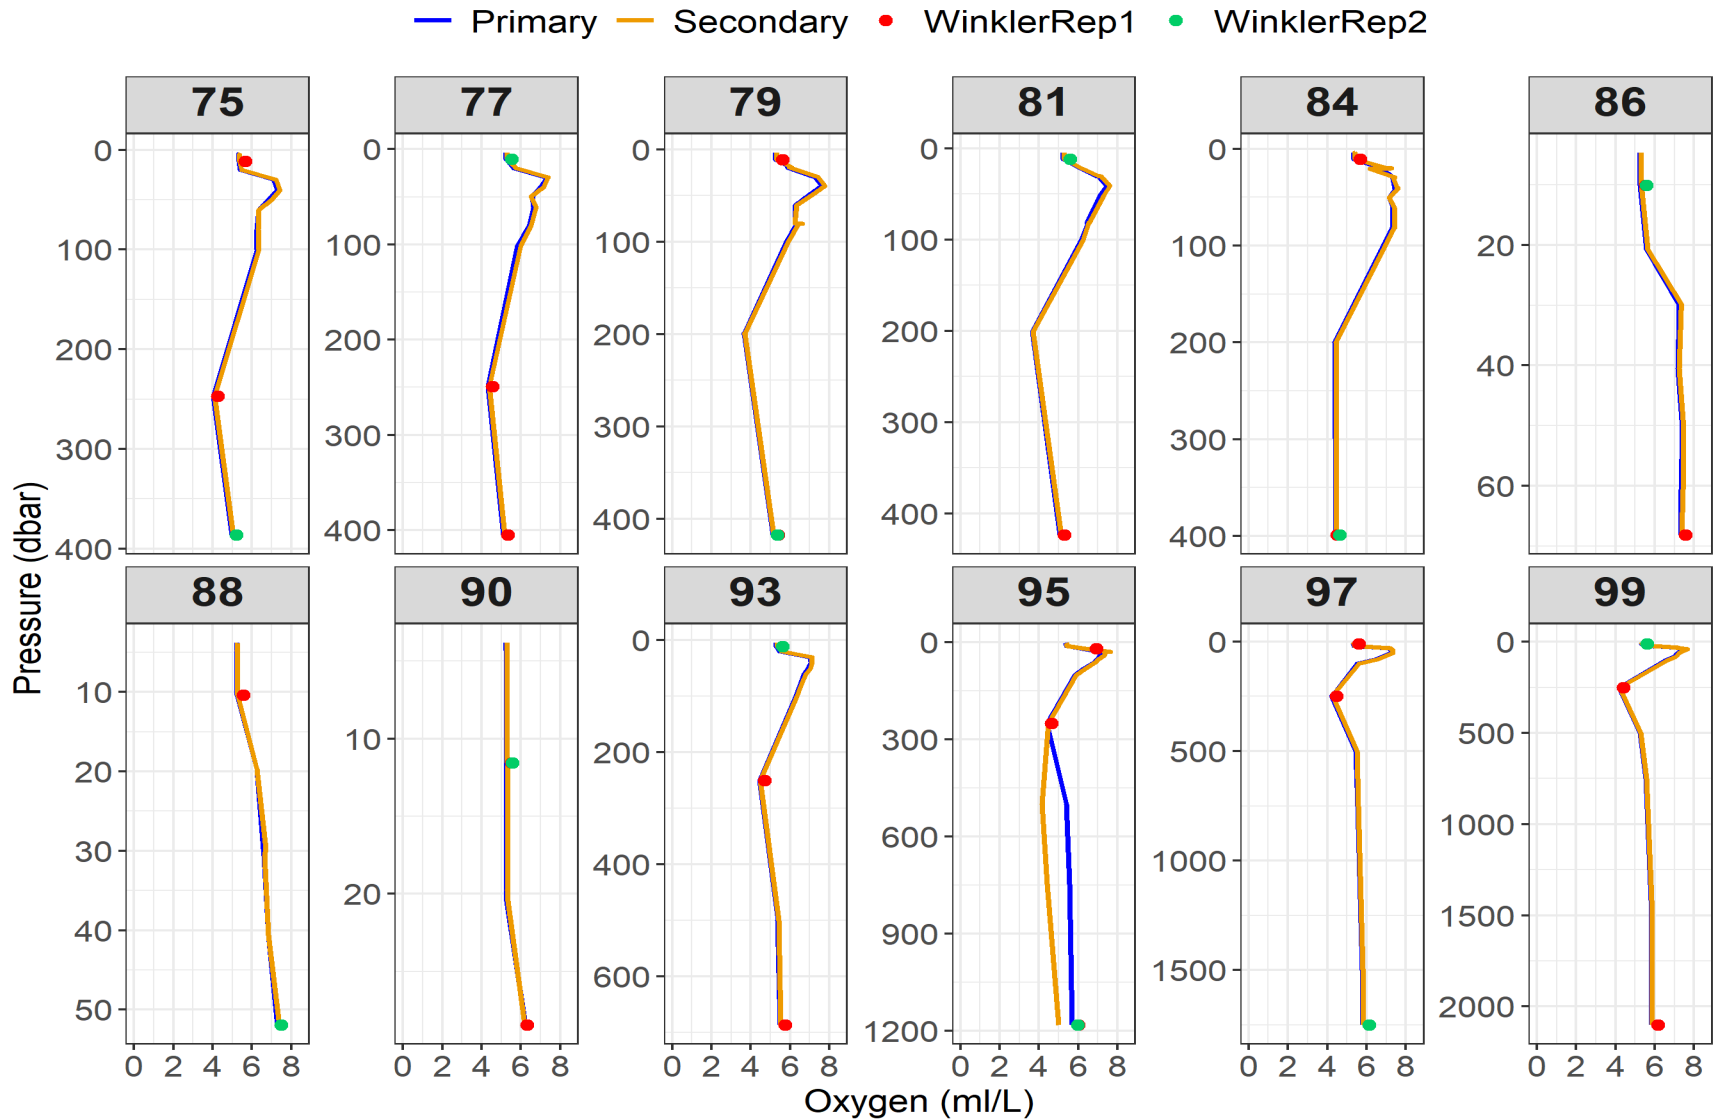 Primary Secondary WinklerRep1 WinklerRep2
75 77 79 81 84 86
0 100 200 300 400
0 100 200 300 400
0 100 200 300 400
0 100 200 300 400
0 100 200 300 400
20 40 60
Pressure (dbar)
88 90 93 95 97 99
10 20 30 40 50
10 20
0 200 400 600
0 300 600 900 1200
0 500 1000 1500
0 500 1000 1500 2000
0 2 4 6 8 0 2 4 6 8 0 2 4 6 8 0 2 4 6 8 0 2 4 6 8 0 2 4 6 8
Oxygen (ml/L)